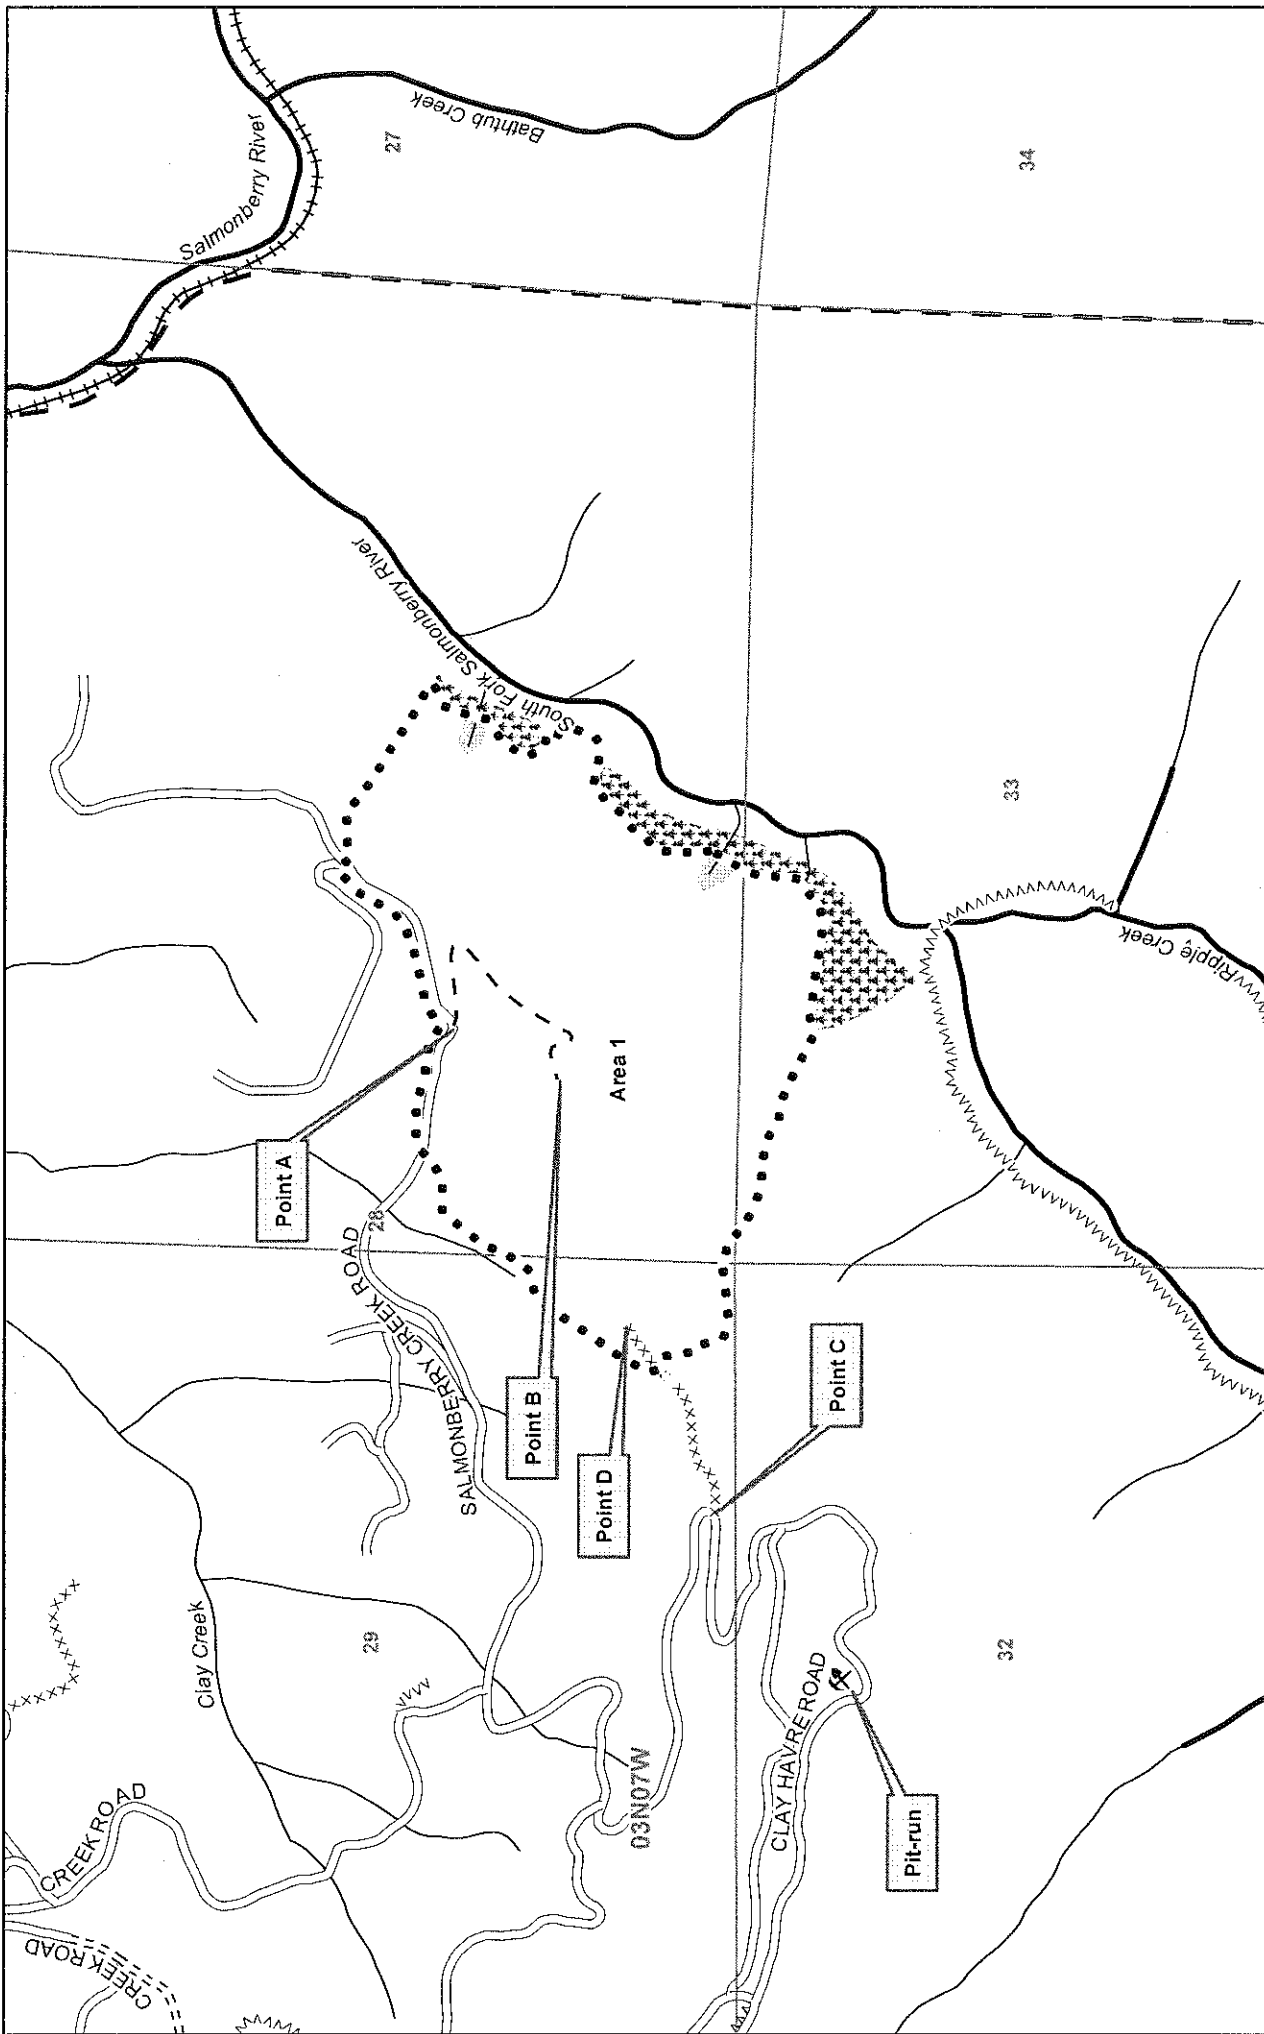 Salmonberry River
27
Bathtub Creek
34
South Fork Salmonberry River
33
Ripple Creek
Point A
28
SALMONBERRY CREEK ROAD
Area 1
Point B
Point D
Point C
Clay Creek
29
32
03N07W
CLAY HAVIRE ROAD
Pit-run
CREEK ROAD
CREEK ROAD